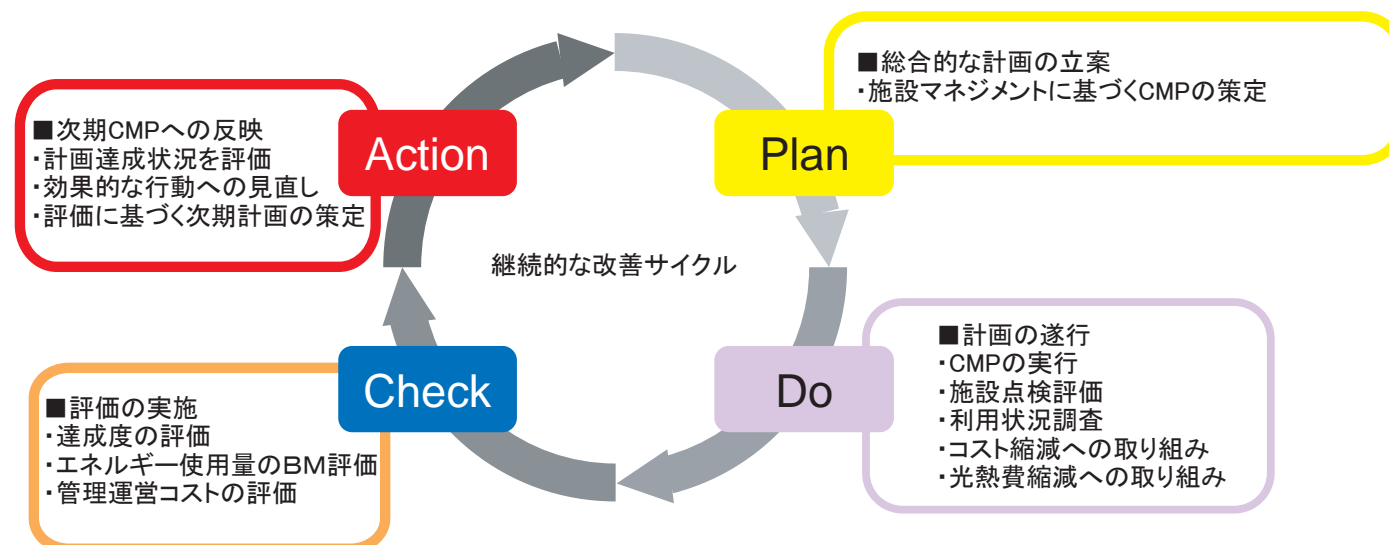 ■総合的な計画の立案
・施設マネジメントに基づくCMPの策定
Plan
■計画の遂行
・CMPの実行
・施設点検評価
・利用状況調査
・コスト縮減への取り組み
・光熱費縮減への取り組み
Do
■評価の実施
・達成度の評価
・エネルギー使用量のBM評価
・管理運営コストの評価
Check
■次期CMPへの反映
・計画達成状況を評価
・効果的な行動への見直し
・評価に基づく次期計画の策定
Action
継続的な改善サイクル